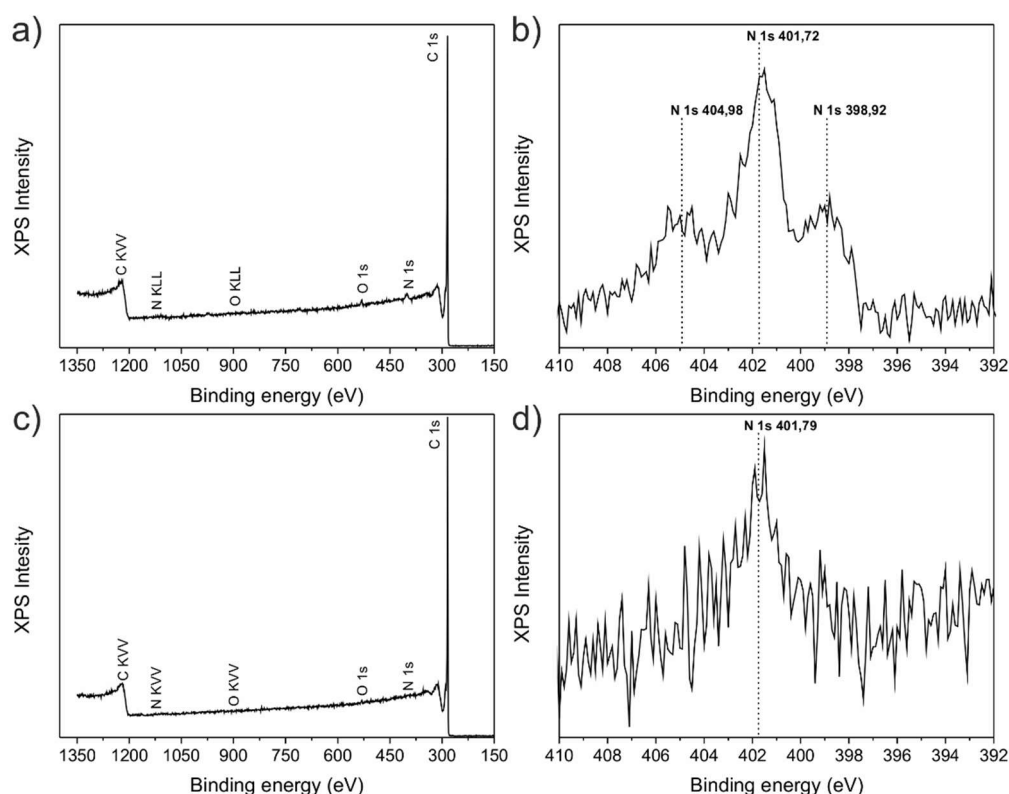 a)
XPS Intensity
C KVV
N KLL
O KLL
O 1s
N 1s
C 1s
1350 1200 1050 900 750 600 450 300 150
Binding energy (eV)
b)
XPS Intensity
N 1s 401,72
N 1s 404,98
N 1s 398,92
410 408 406 404 402 400 398 396 394 392
Binding energy (eV)
c)
XPS Intesity
C KVV
N KVV
O KVV
O 1s
N 1s
C 1s
1350 1200 1050 900 750 600 450 300 150
Binding energy (eV)
d)
XPS Intensity
N 1s 401,79
410 408 406 404 402 400 398 396 394 392
Binding energy (eV)